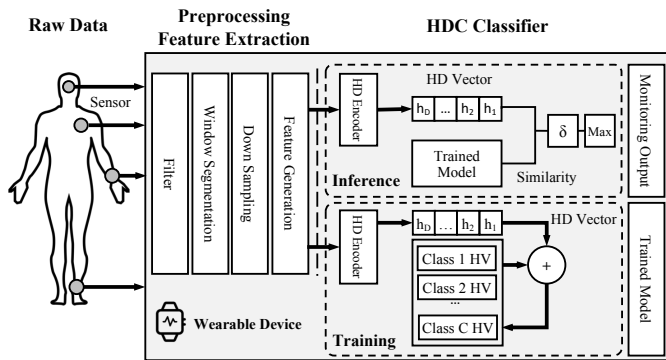 Raw Data
Preprocessing
Feature Extraction
HDC Classifier
Sensor
Filter
Window Segmentation
Down Sampling
Feature Generation
HD Encoder
HD Vector
h_D ... h_2 h_1
Trained
Model
δ
Max
Similarity
Inference
Monitoring Output
HD Encoder
h_D ... h_2 h_1
HD Vector
Class 1 HV
Class 2 HV
...
Class C HV
+
Training
Trained Model
Wearable Device